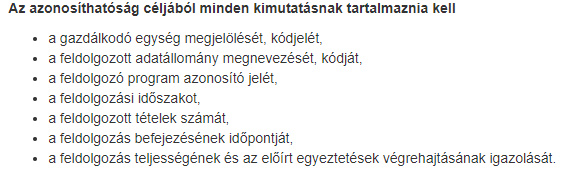 Az azonosíthatóság céljából minden kimutatásnak tartalmaznia kell
• a gazdálkodó egység megjelölését, kódjelét,
• a feldolgozott adatállomány megnevezését, kódját,
• a feldolgozó program azonosító jelét,
• a feldolgozási időszakot,
• a feldolgozott tételek számát,
• a feldolgozás befejezésének időpontját,
• a feldolgozás teljességének és az előírt egyeztetések végrehajtásának igazolását.